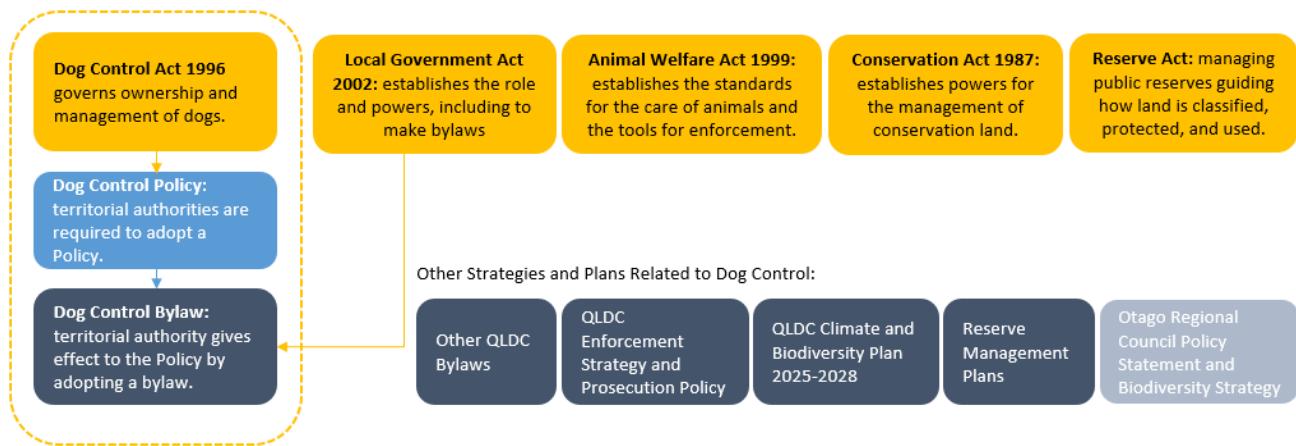 Dog Control Act 1996
governs ownership and
management of dogs.
Local Government Act
2002: establishes the role
and powers, including to
make bylaws
Animal Welfare Act 1999:
establishes the standards
for the care of animals and
the tools for enforcement.
Conservation Act 1987:
establishes powers for
the management of
conservation land.
Reserve Act: managing
public reserves guiding
how land is classified,
protected, and used.
Dog Control Policy:
territorial authorities are
required to adopt a
Policy.
Dog Control Bylaw:
territorial authority gives
effect to the Policy by
adopting a bylaw.
Other Strategies and Plans Related to Dog Control:
Other QLDC
Bylaws
QLDC
Enforcement
Strategy and
Prosecution Policy
QLDC Climate and
Biodiversity Plan
2025-2028
Reserve
Management
Plans
Otago Regional
Council Policy
Statement and
Biodiversity Strategy